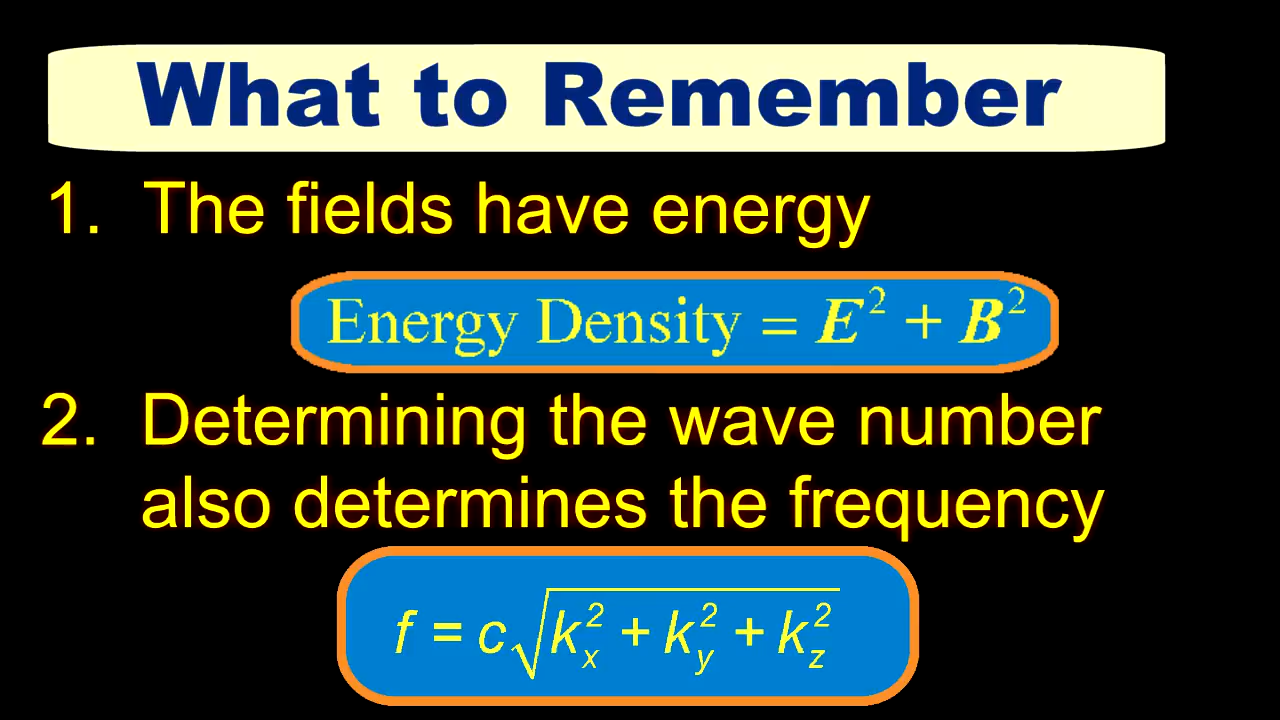 What to Remember
1. The fields have energy
Energy Density = E² + B²
2. Determining the wave number
also determines the frequency
f = c√(kₓ² + k_y² + k_z²)